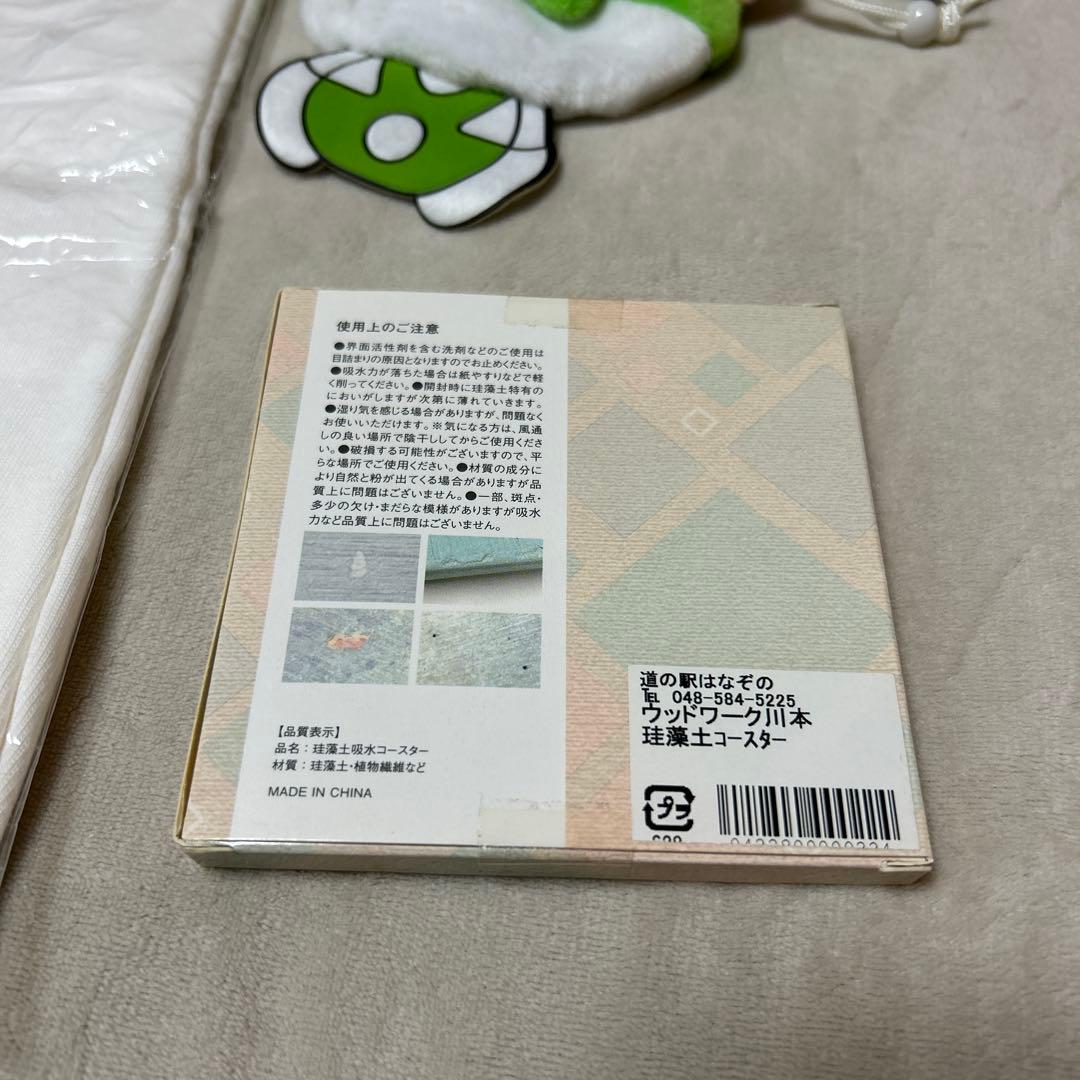 使用上のご注意
●界面活性剤を含む洗剤などのご使用は
目詰まりの原因となりますのでお止めください。
●吸水力が落ちた場合は紙やすりなどで軽
く削ってください。●開封時に珪藻土特有の
においがしますが次第に薄れていきます。
●湿り気を感じる場合がありますが、問題なく
お使いいただけます。※気になる方は、風通
しの良い場所で陰干ししてからご使用くださ
い。●破損する可能性がございますので、平
らな場所でご使用ください。●材質の成分に
より自然と粉が出てくる場合がありますが品
質上に問題はございません。●一部、斑点・
多少の欠け・まだらな模様がありますが吸水
力など品質上に問題はございません。
【品質表示】
品名：珪藻土吸水コースター
材質：珪藻土・植物繊維など
MADE IN CHINA
道の駅はなぞの
℡ 048-584-5225
ウッドワーク川本
珪藻土コースター
プラ